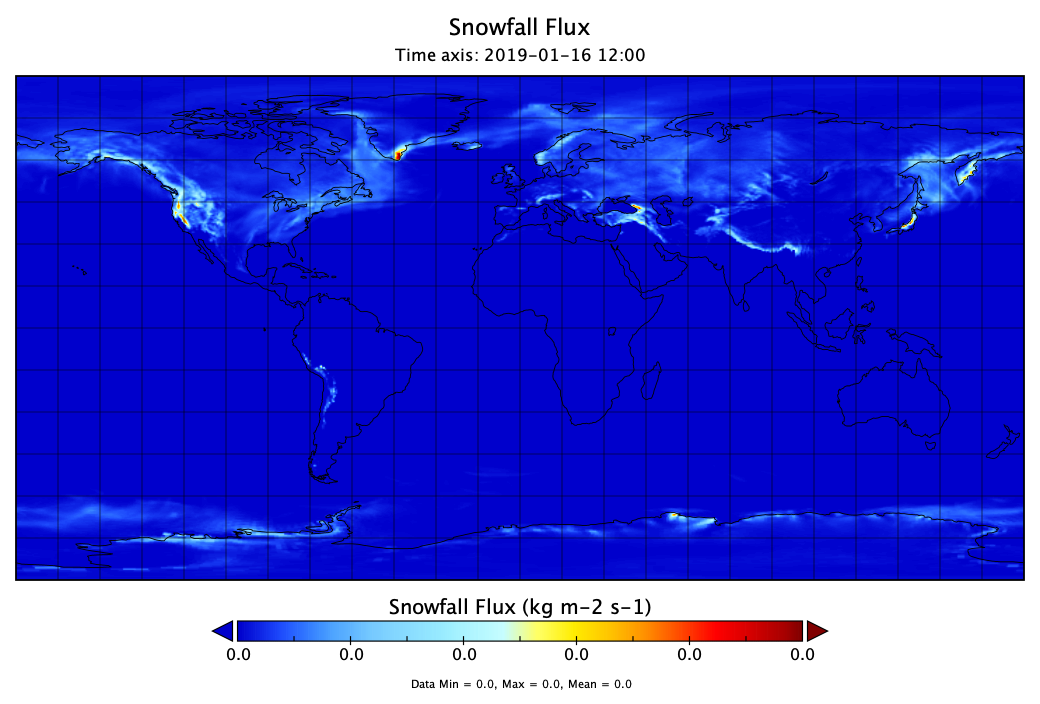 Snowfall Flux
Time axis: 2019-01-16 12:00
Snowfall Flux (kg m-2 s-1)
0.0 0.0 0.0 0.0 0.0 0.0
Data Min = 0.0, Max = 0.0, Mean = 0.0